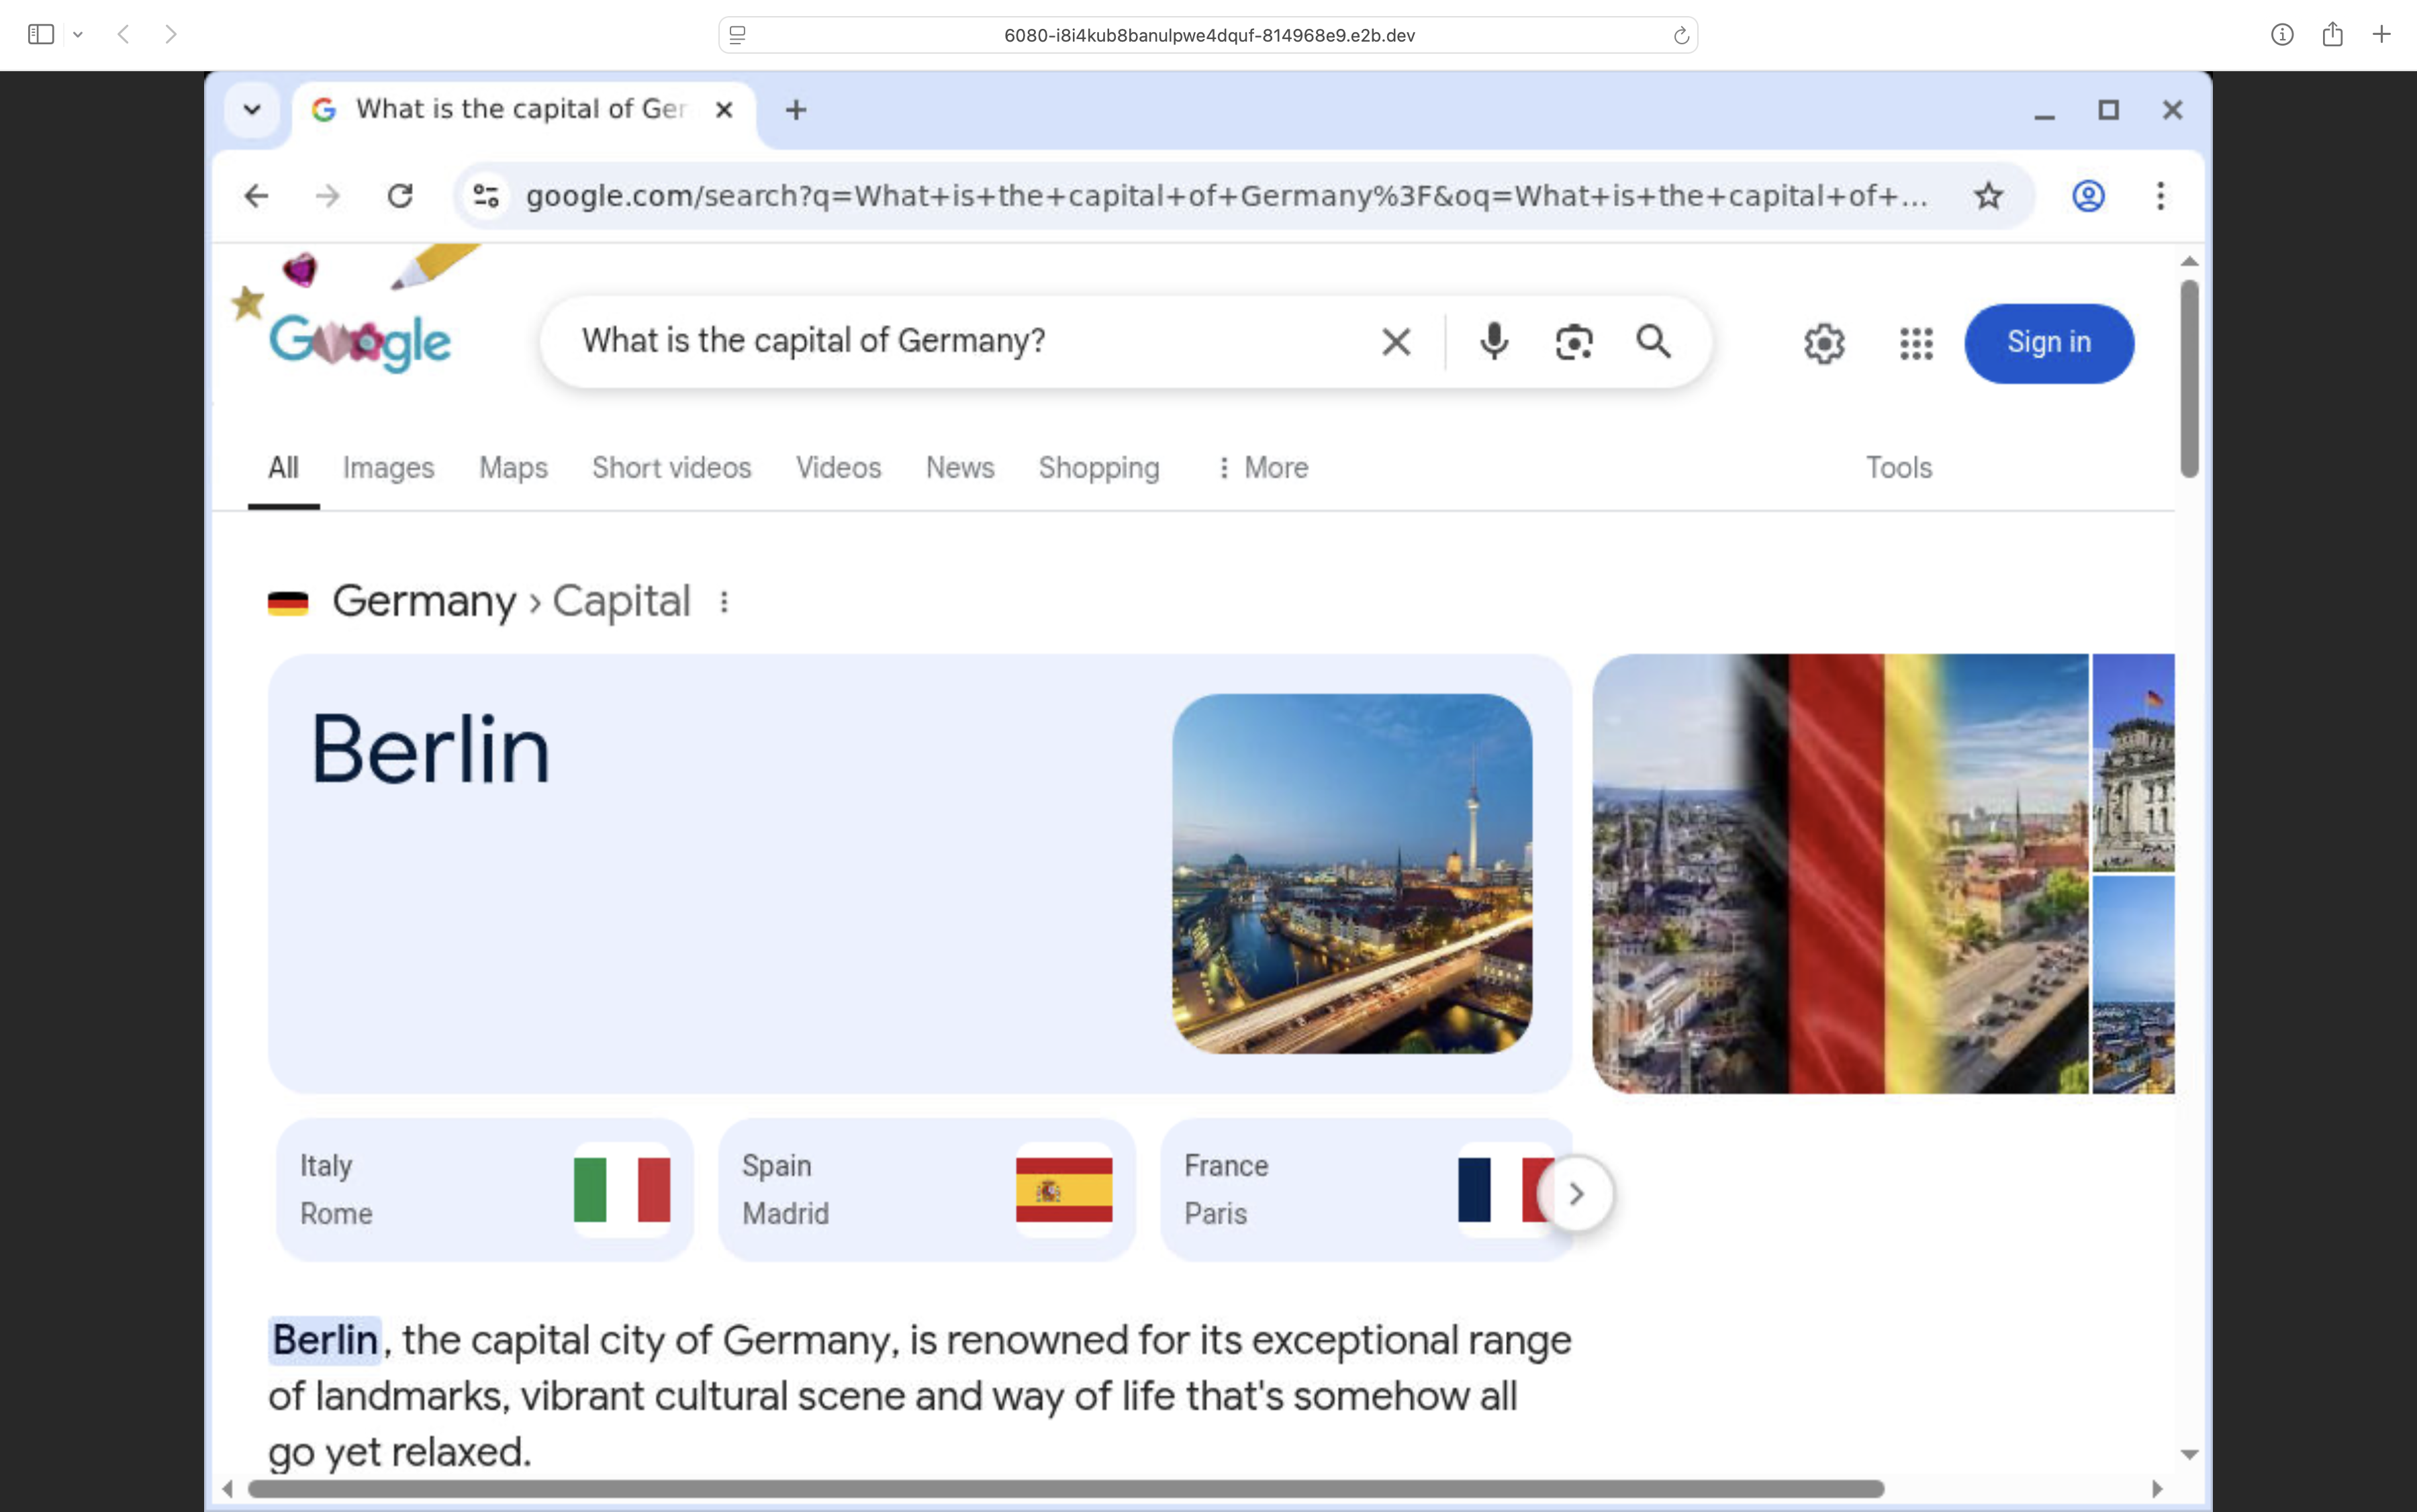 6080-i8i4kub8banulpwe4dquf-814968e9.e2b.dev
What is the capital of Ger
google.com/search?q=What+is+the+capital+of+Germany%3F&oq=What+is+the+capital+of+...
Google
What is the capital of Germany?
Sign in
All Images Maps Short videos Videos News Shopping More Tools
Germany › Capital
Berlin
Italy
Rome
Spain
Madrid
France
Paris
Berlin, the capital city of Germany, is renowned for its exceptional range
of landmarks, vibrant cultural scene and way of life that's somehow all
go yet relaxed.